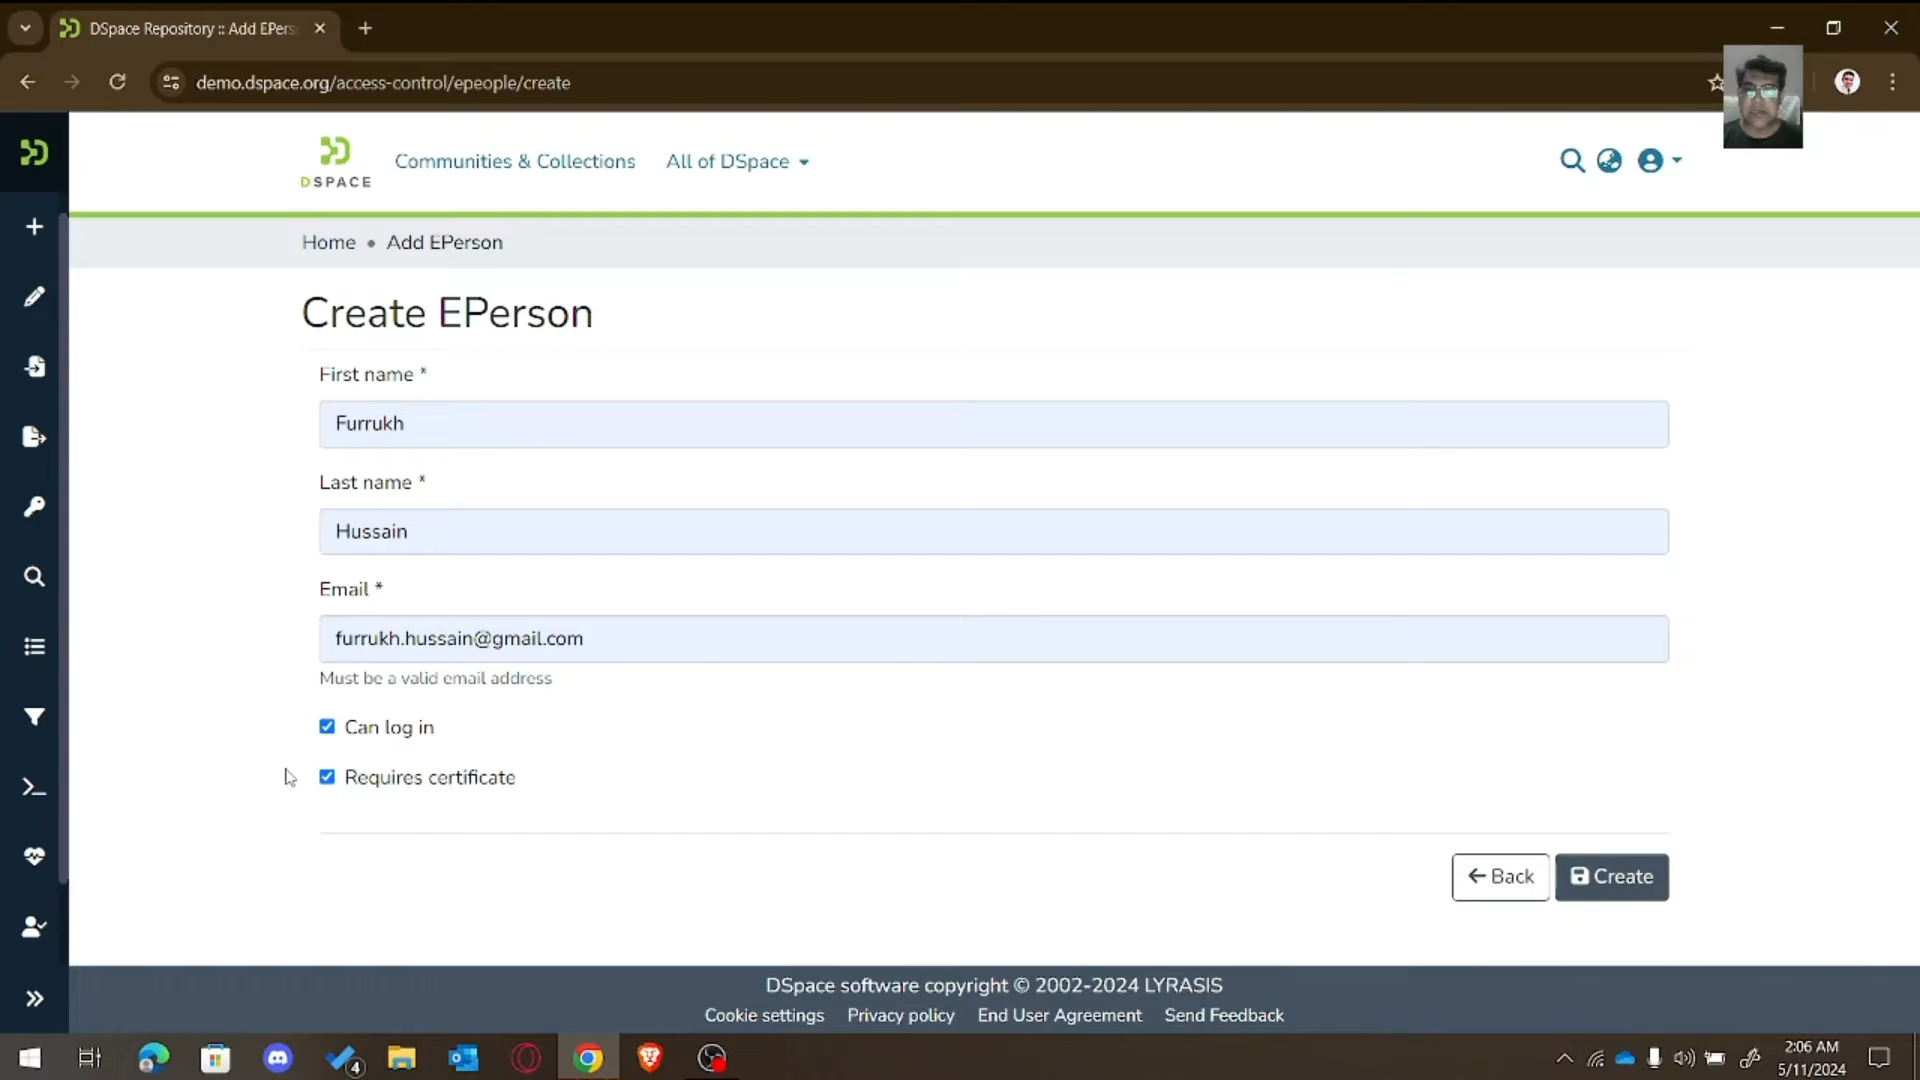 DSpace Repository :: Add EPers
demo.dspace.org/access-control/epeople/create
DSPACE
Communities & Collections
All of DSpace
Home • Add EPerson
Create EPerson
First name *
Furrukh
Last name *
Hussain
Email *
furrukh.hussain@gmail.com
Must be a valid email address
Can log in
Requires certificate
Back
Create
DSpace software copyright © 2002-2024 LYRASIS
Cookie settings Privacy policy End User Agreement Send Feedback
4
2:06 AM
5/11/2024